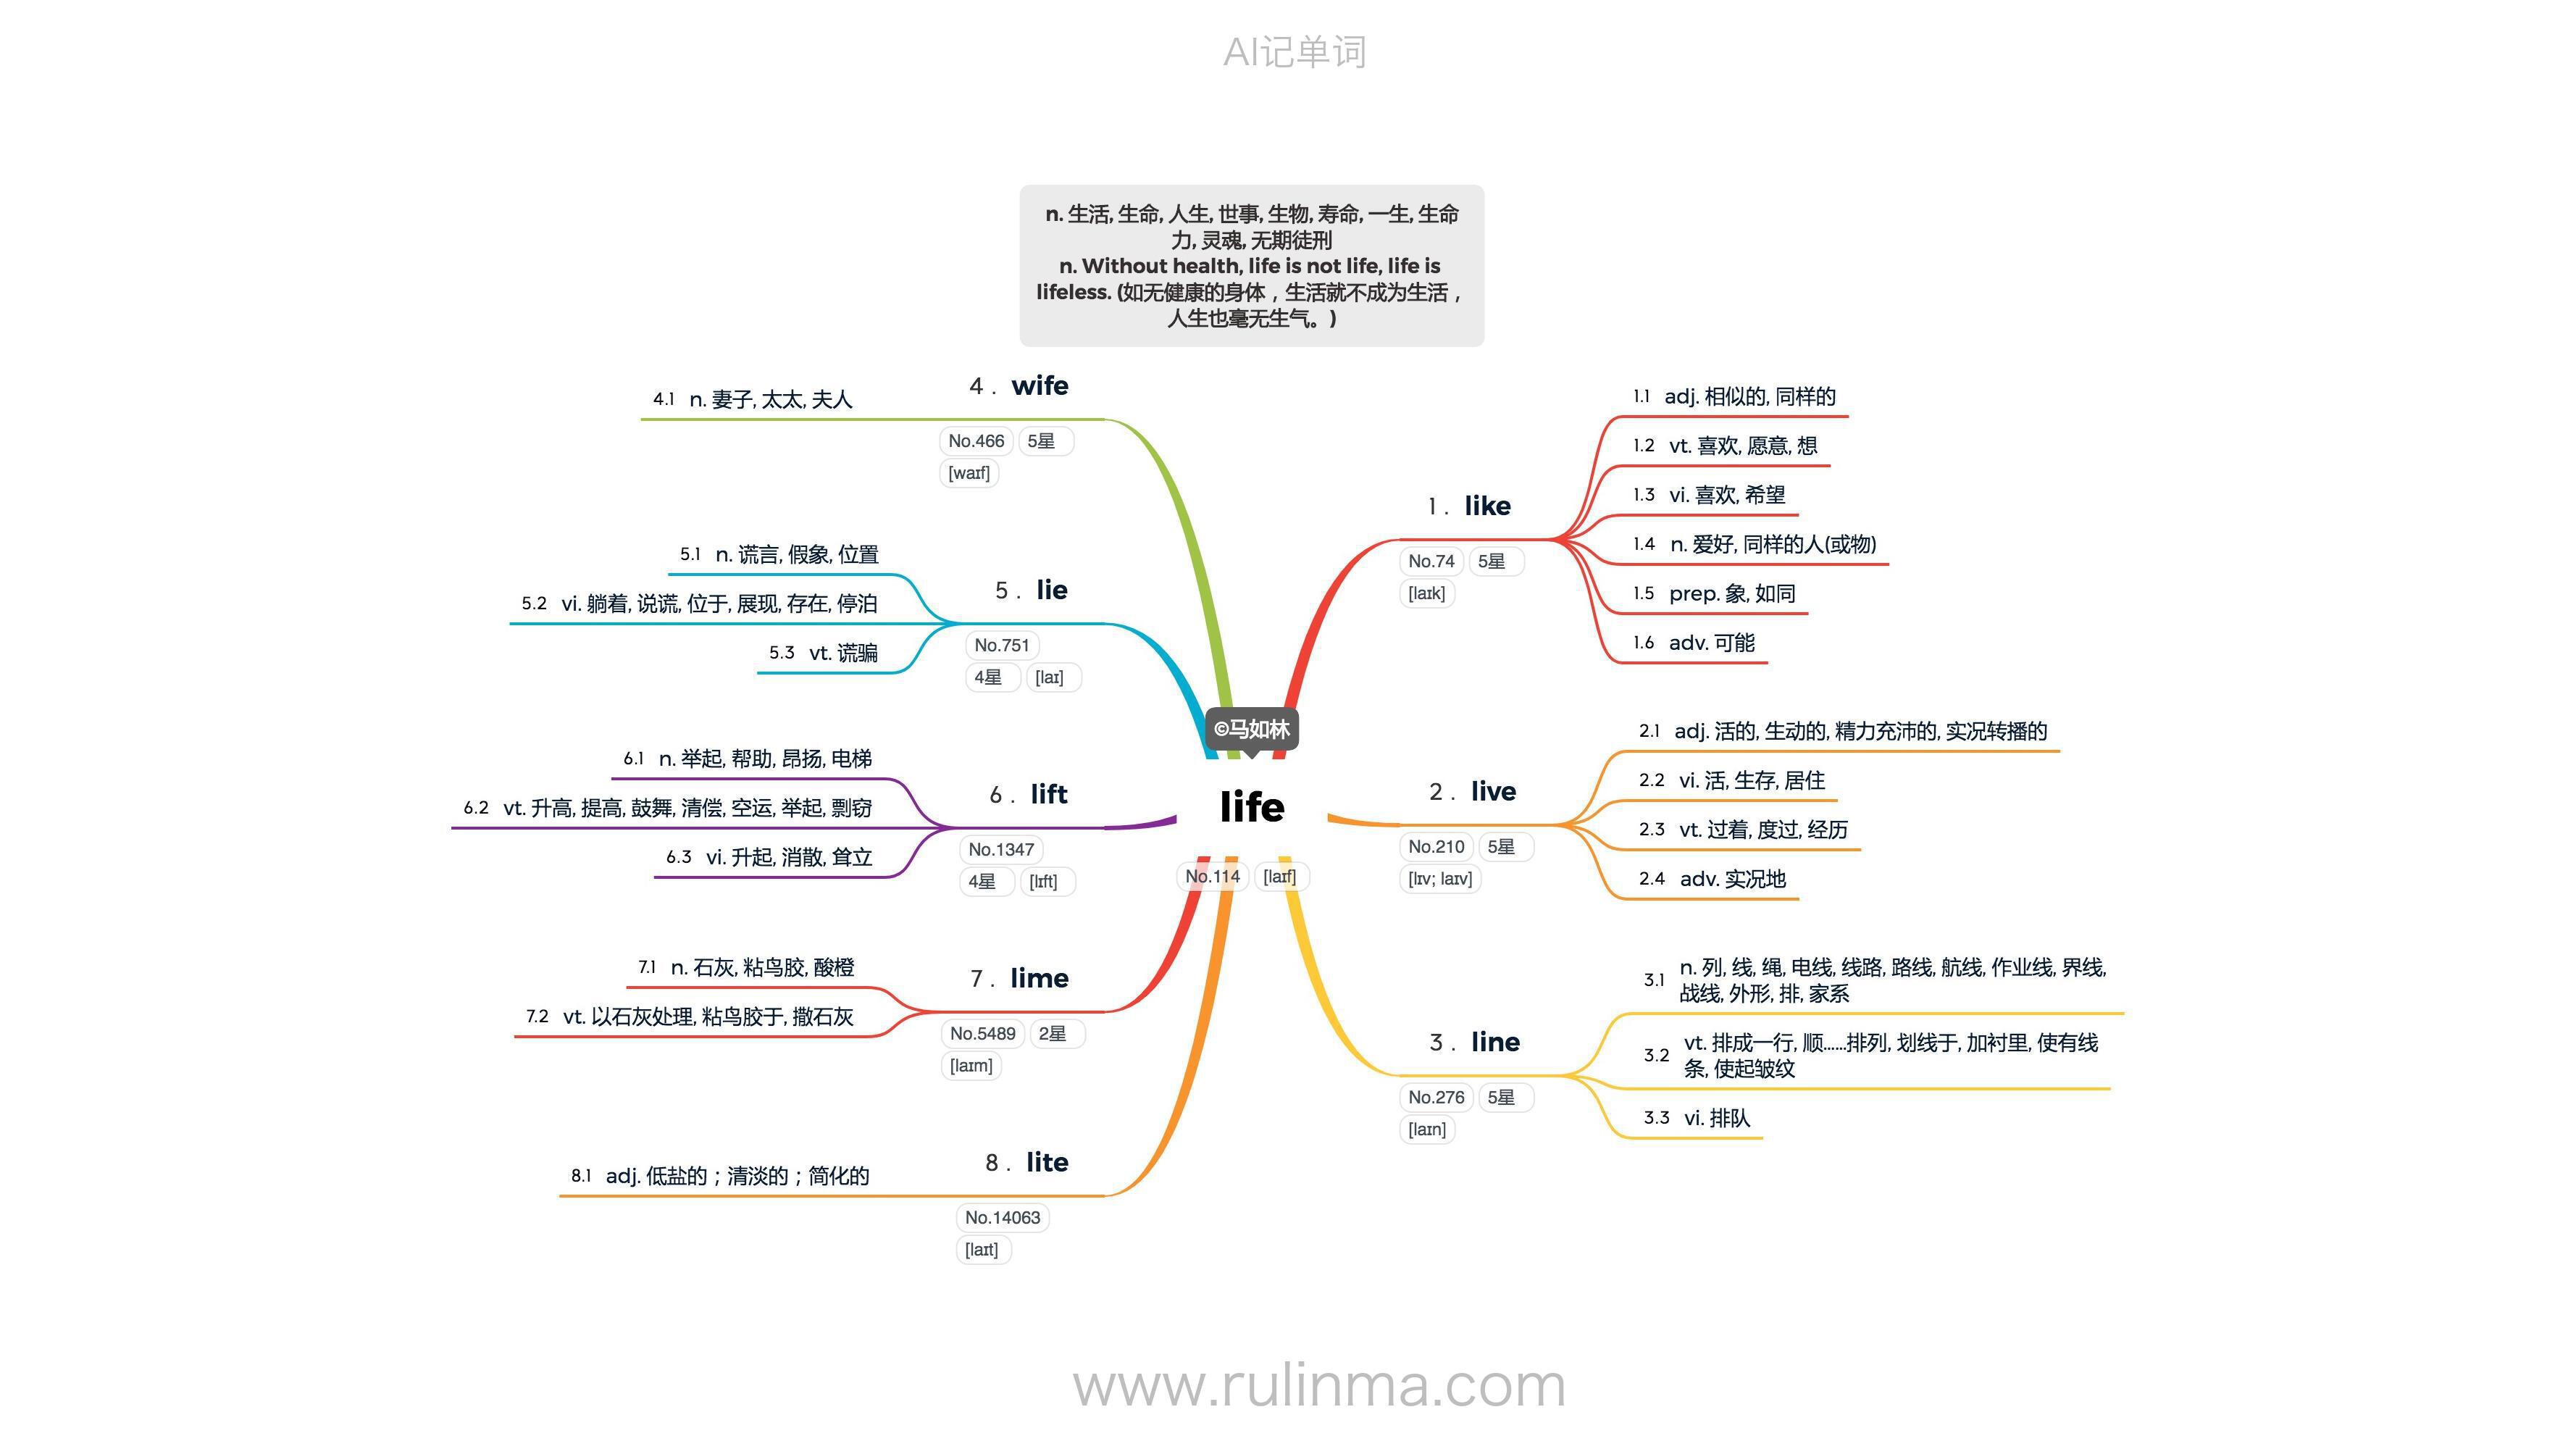 AI记单词
n. 生活, 生命, 人生, 世事, 生物, 寿命, 一生, 生命
力, 灵魂, 无期徒刑
n. Without health, life is not life, life is
lifeless. (如无健康的身体，生活就不成为生活，
人生也毫无生气。)
©马如林
life
No.114 [laɪf]
1 . like
No.74 5星
[laɪk]
1.1 adj. 相似的, 同样的
1.2 vt. 喜欢, 愿意, 想
1.3 vi. 喜欢, 希望
1.4 n. 爱好, 同样的人(或物)
1.5 prep. 象, 如同
1.6 adv. 可能
2 . live
No.210 5星
[lɪv; laɪv]
2.1 adj. 活的, 生动的, 精力充沛的, 实况转播的
2.2 vi. 活, 生存, 居住
2.3 vt. 过着, 度过, 经历
2.4 adv. 实况地
3 . line
No.276 5星
[laɪn]
3.1 n. 列, 线, 绳, 电线, 线路, 路线, 航线, 作业线, 界线,
战线, 外形, 排, 家系
3.2 vt. 排成一行, 顺……排列, 划线于, 加衬里, 使有线
条, 使起皱纹
3.3 vi. 排队
4 . wife
No.466 5星
[waɪf]
4.1 n. 妻子, 太太, 夫人
5 . lie
No.751
4星 [laɪ]
5.1 n. 谎言, 假象, 位置
5.2 vi. 躺着, 说谎, 位于, 展现, 存在, 停泊
5.3 vt. 谎骗
6 . lift
No.1347
4星 [lɪft]
6.1 n. 举起, 帮助, 昂扬, 电梯
6.2 vt. 升高, 提高, 鼓舞, 清偿, 空运, 举起, 剽窃
6.3 vi. 升起, 消散, 耸立
7 . lime
No.5489 2星
[laɪm]
7.1 n. 石灰, 粘鸟胶, 酸橙
7.2 vt. 以石灰处理, 粘鸟胶于, 撒石灰
8 . lite
No.14063
[laɪt]
8.1 adj. 低盐的；清淡的；简化的
www.rulinma.com